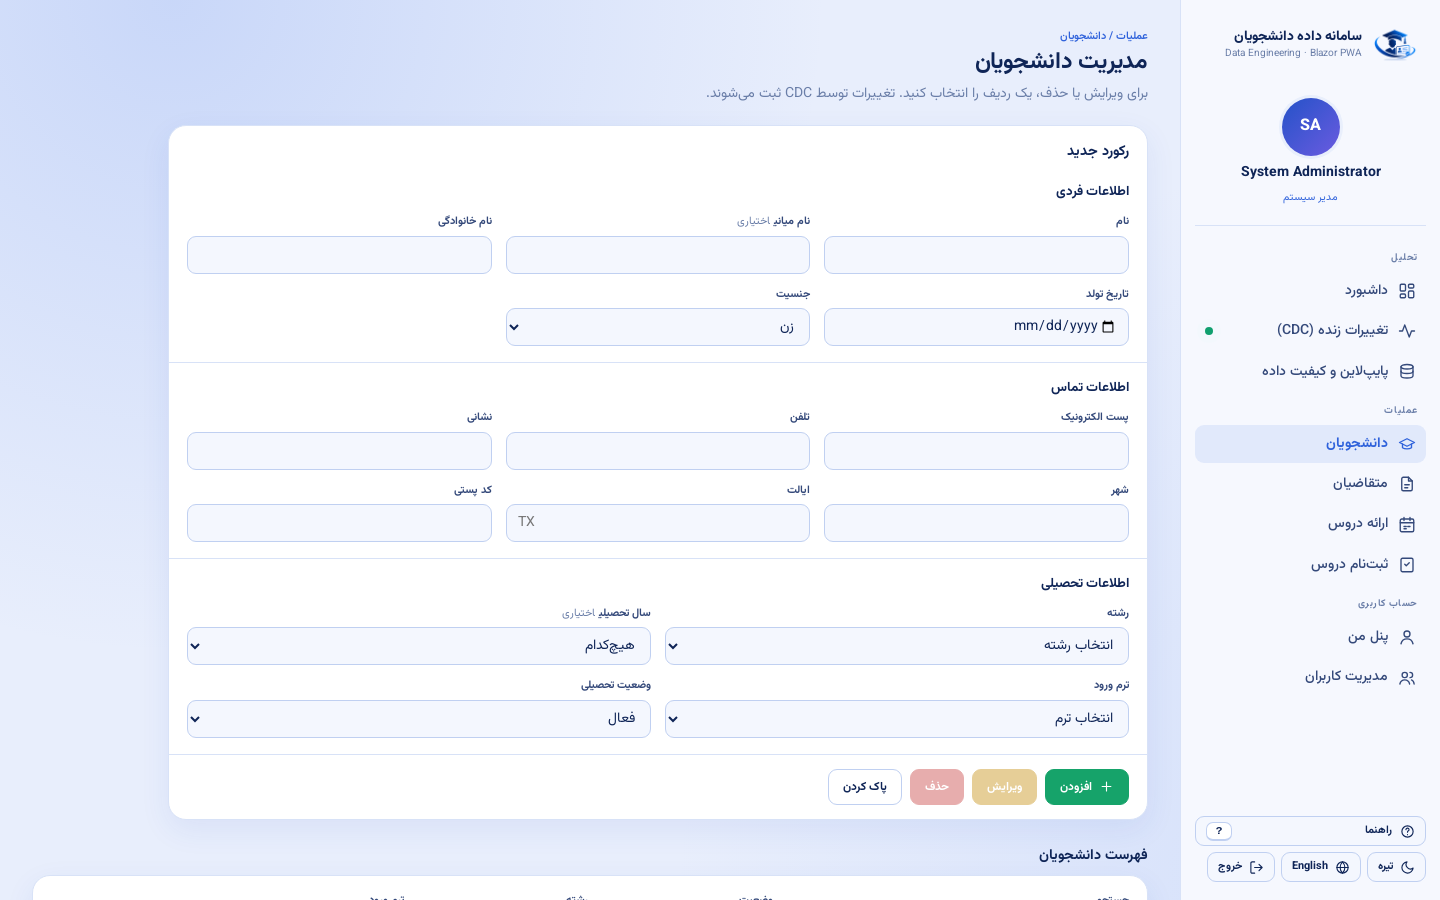 سامانه داده دانشجویان
Data Engineering · Blazor PWA
SA
System Administrator
مدیر سیستم
تحلیل
داشبورد
تغییرات زنده (CDC)
پایپ‌لاین و کیفیت داده
عملیات
دانشجویان
متقاضیان
ارائه دروس
ثبت‌نام دروس
حساب کاربری
پنل من
مدیریت کاربران
راهنما ?
تیره English خروج
عملیات / دانشجویان
مدیریت دانشجویان
برای ویرایش یا حذف، یک ردیف را انتخاب کنید. تغییرات توسط CDC ثبت می‌شوند.
رکورد جدید
اطلاعات فردی
نام نام میانی اختیاری نام خانوادگی
تاریخ تولد جنسیت
mm/dd/yyyy زن
اطلاعات تماس
پست الکترونیک تلفن نشانی
شهر ایالت کد پستی
TX
اطلاعات تحصیلی
رشته سال تحصیلی اختیاری
انتخاب رشته هیچ‌کدام
ترم ورود وضعیت تحصیلی
انتخاب ترم فعال
افزودن ویرایش حذف پاک کردن
فهرست دانشجویان
جستجو وضعیت رشته ترم ورود